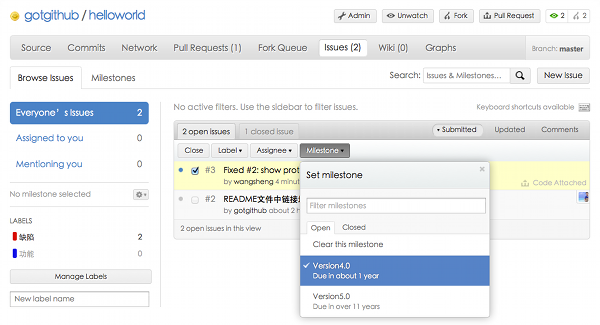 gotgithub / helloworld
Admin Unwatch Fork Pull Request 2 2
Source Commits Network Pull Requests (1) Fork Queue Issues (2) Wiki (0) Graphs Branch: master
Browse Issues Milestones Search: Issues & Milestones... New Issue
Everyone's Issues 2
Assigned to you 0
Mentioning you 0
No milestone selected
LABELS
缺陷 2
功能 0
Manage Labels
New label name
No active filters. Use the sidebar to filter issues. Keyboard shortcuts available
2 open issues 1 closed issue Submitted Updated Comments
Close Label Assignee Milestone
#3 Fixed #2: show prot
by wangsheng 4 minut
Code Attached
#2 README文件中链接
by gotgithub about 2 h
2 open issues in this view
Set milestone
Filter milestones
Open Closed
Clear this milestone
Version4.0
Due in about 1 year
Version5.0
Due in over 11 years